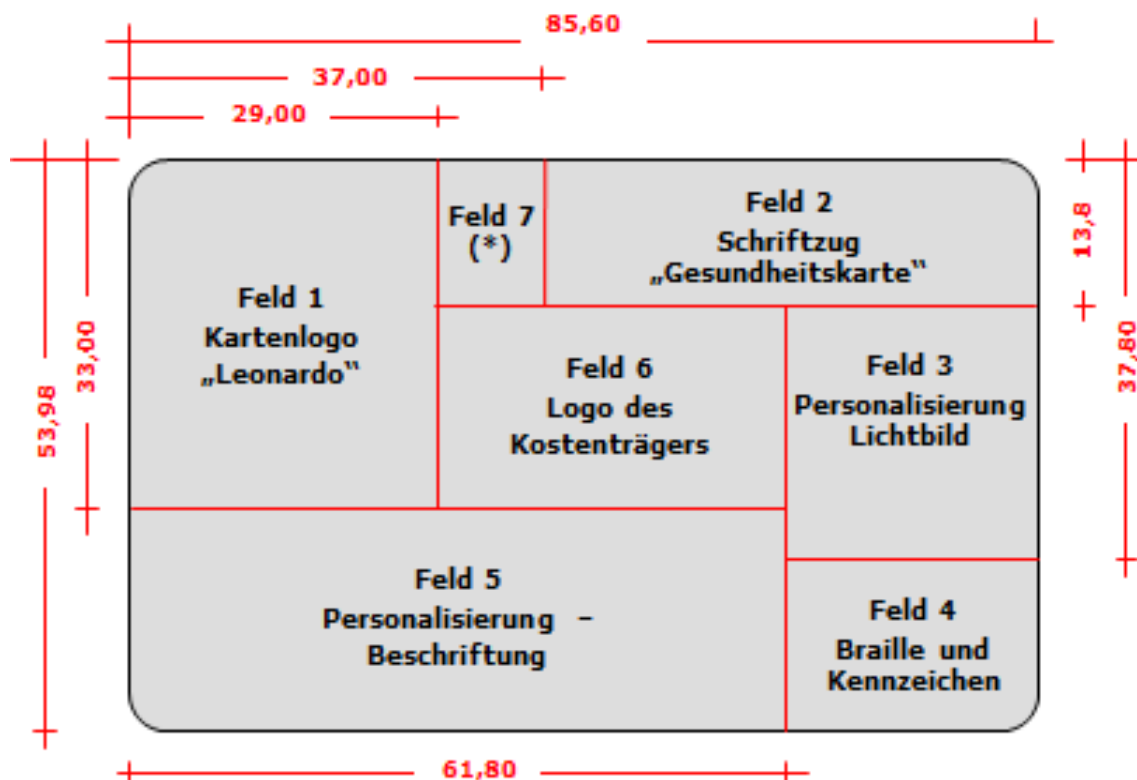 85,60
37,00
29,00
Feld 7
(*)
Feld 2
Schriftzug
„Gesundheitskarte“
13,8
Feld 1
Kartenlogo
„Leonardo“
33,00
53,98
Feld 6
Logo des
Kostenträgers
Feld 3
Personalisierung
Lichtbild
37,80
Feld 5
Personalisierung –
Beschriftung
Feld 4
Braille und
Kennzeichen
61,80